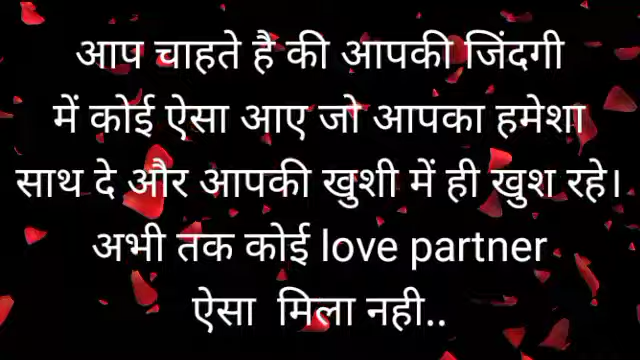 आप चाहते है की आपकी जिंदगी
में कोई ऐसा आए जो आपका हमेशा
साथ दे और आपकी खुशी में ही खुश रहे।
अभी तक कोई love partner
ऐसा मिला नही..